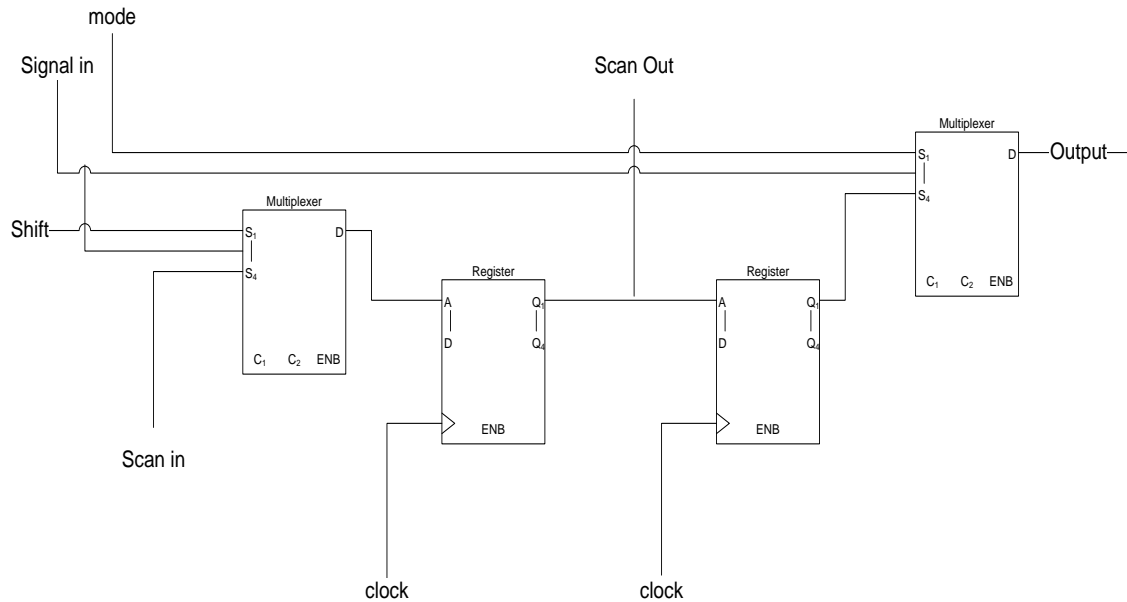 mode
Signal in
Scan Out
Multiplexer
S1
D
Output
S4
C1 C2 ENB
Multiplexer
Shift
S1
D
S4
C1 C2 ENB
Scan in
Register
A
Q1
D
Q4
ENB
Register
A
Q1
D
Q4
ENB
clock
clock